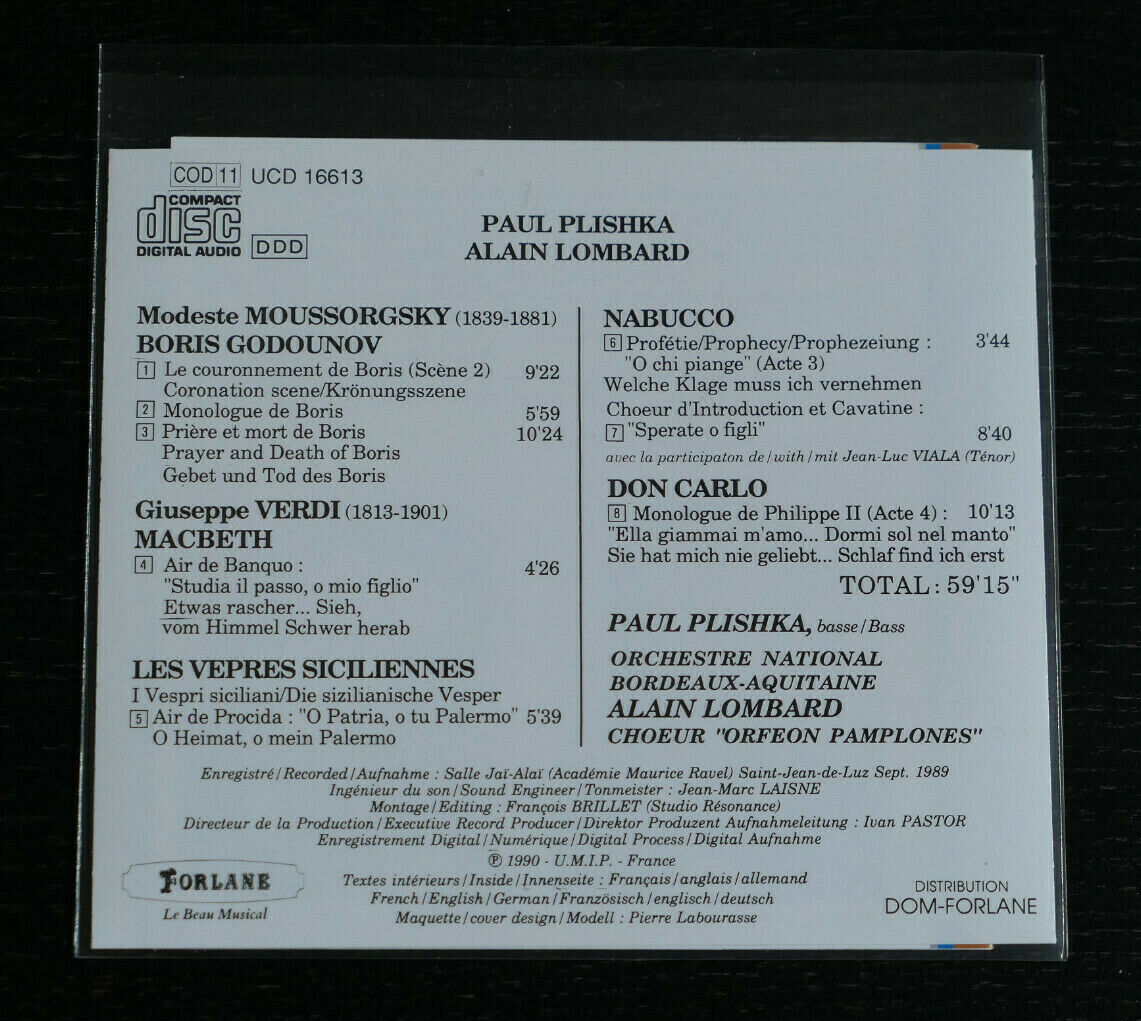 COD 11 UCD 16613
COMPACT
disc
DIGITAL AUDIO
DDD
PAUL PLISHKA
ALAIN LOMBARD
Modeste MOUSSORGSKY (1839-1881)
BORIS GODOUNOV
1 Le couronnement de Boris (Scène 2) 9'22
Coronation scene/Krönungsszene
2 Monologue de Boris 5'59
3 Prière et mort de Boris 10'24
Prayer and Death of Boris
Gebet und Tod des Boris
Giuseppe VERDI (1813-1901)
MACBETH
4 Air de Banquo : 4'26
"Studia il passo, o mio figlio"
Etwas rascher... Sieh,
vom Himmel Schwer herab
LES VEPRES SICILIENNES
I Vespri siciliani/Die sizilianische Vesper
5 Air de Procida : "O Patria, o tu Palermo" 5'39
O Heimat, o mein Palermo
NABUCCO
6 Profétie/Prophecy/Prophezeiung : 3'44
"O chi piange" (Acte 3)
Welche Klage muss ich vernehmen
Choeur d'Introduction et Cavatine :
7 "Sperate o figli" 8'40
avec la participaton de/with/mit Jean-Luc VIALA (Ténor)
DON CARLO
8 Monologue de Philippe II (Acte 4) : 10'13
"Ella giammai m'amo... Dormi sol nel manto"
Sie hat mich nie geliebt... Schlaf find ich erst
TOTAL : 59'15"
PAUL PLISHKA, basse/Bass
ORCHESTRE NATIONAL
BORDEAUX-AQUITAINE
ALAIN LOMBARD
CHOEUR "ORFEON PAMPLONES"
Enregistré/Recorded/Aufnahme : Salle Jaï-Alaï (Académie Maurice Ravel) Saint-Jean-de-Luz Sept. 1989
Ingénieur du son/Sound Engineer/Tonmeister : Jean-Marc LAISNE
Montage/Editing : François BRILLET (Studio Résonance)
Directeur de la Production/Executive Record Producer/Direktor Produzent Aufnahmeleitung : Ivan PASTOR
Enregistrement Digital/Numérique/Digital Process/Digital Aufnahme
℗ 1990 - U.M.I.P. - France
Textes intérieurs/Inside/Innenseite : Français/anglais/allemand
French/English/German/Französisch/englisch/deutsch
Maquette/cover design/Modell : Pierre Labourasse
FORLANE
Le Beau Musical
DISTRIBUTION
DOM-FORLANE